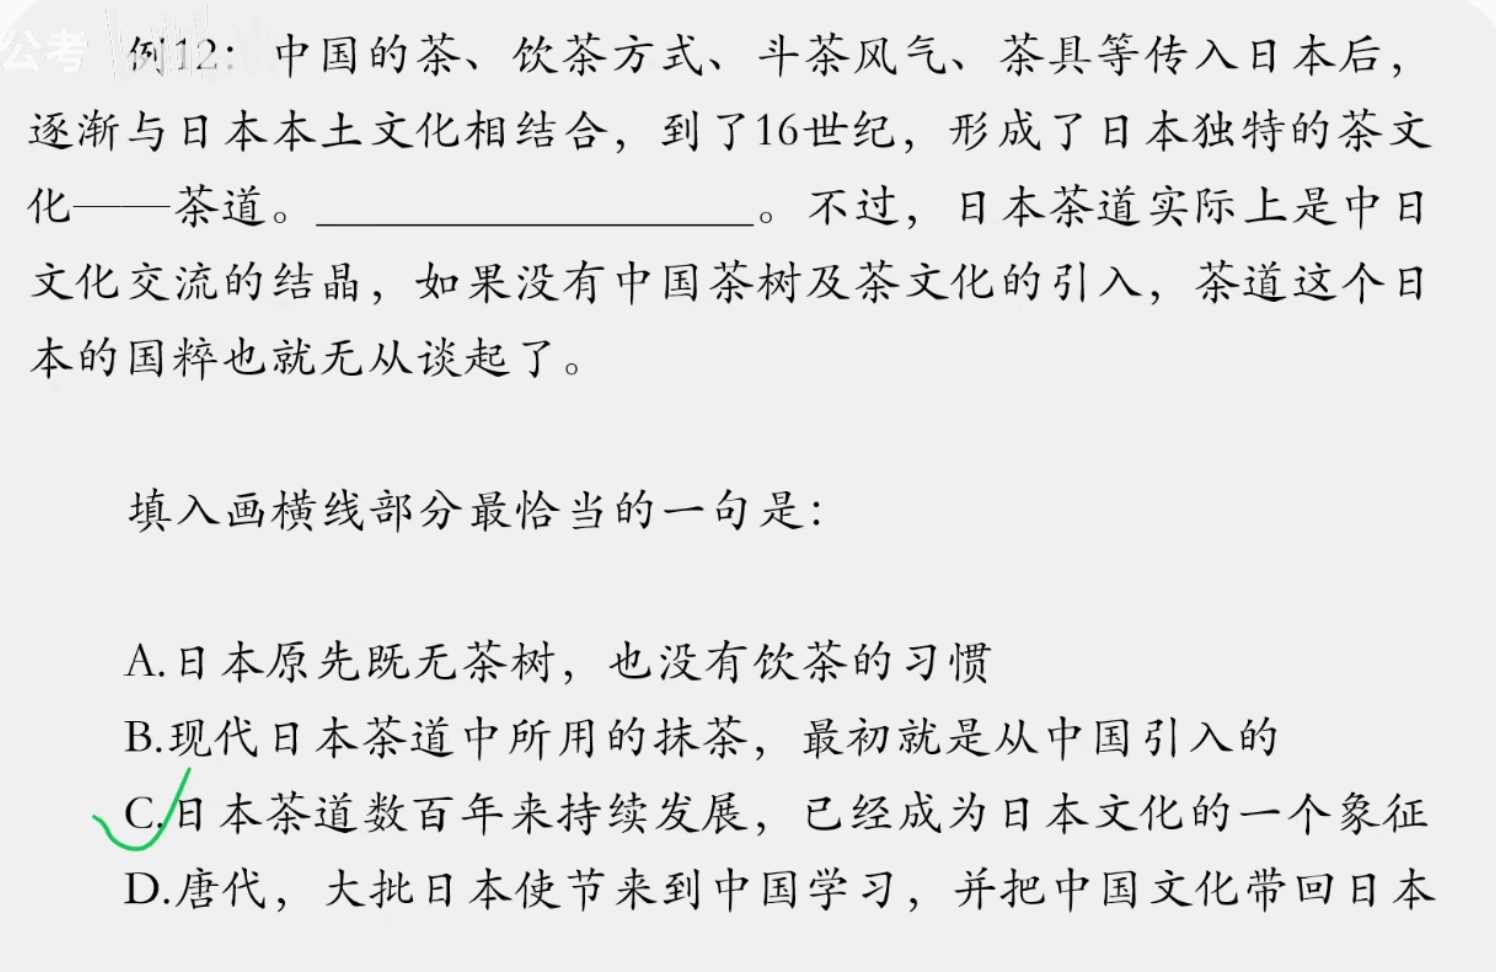 公考
例12：中国的茶、饮茶方式、斗茶风气、茶具等传入日本后，
逐渐与日本本土文化相结合，到了16世纪，形成了日本独特的茶文
化——茶道。____________________。不过，日本茶道实际上是中日
文化交流的结晶，如果没有中国茶树及茶文化的引入，茶道这个日
本的国粹也就无从谈起了。
填入画横线部分最恰当的一句是：
A.日本原先既无茶树，也没有饮茶的习惯
B.现代日本茶道中所用的抹茶，最初就是从中国引入的
C.日本茶道数百年来持续发展，已经成为日本文化的一个象征
D.唐代，大批日本使节来到中国学习，并把中国文化带回日本